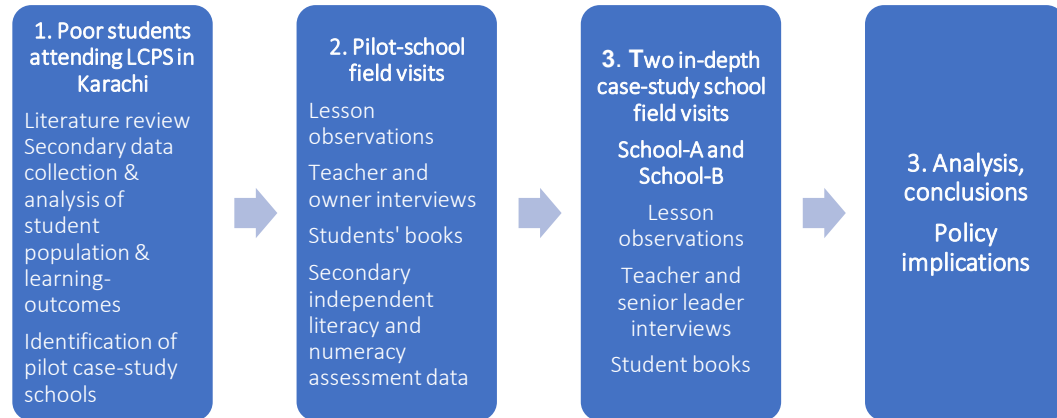 1. Poor students
attending LCPS in
Karachi
Literature review
Secondary data
collection &
analysis of
student
population &
learning-
outcomes
Identification of
pilot case-study
schools
2. Pilot-school
field visits
Lesson
observations
Teacher and
owner interviews
Students' books
Secondary
independent
literacy and
numeracy
assessment data
3. Two in-depth
case-study school
field visits
School-A and
School-B
Lesson
observations
Teacher and
senior leader
interviews
Student books
3. Analysis,
conclusions
Policy
implications